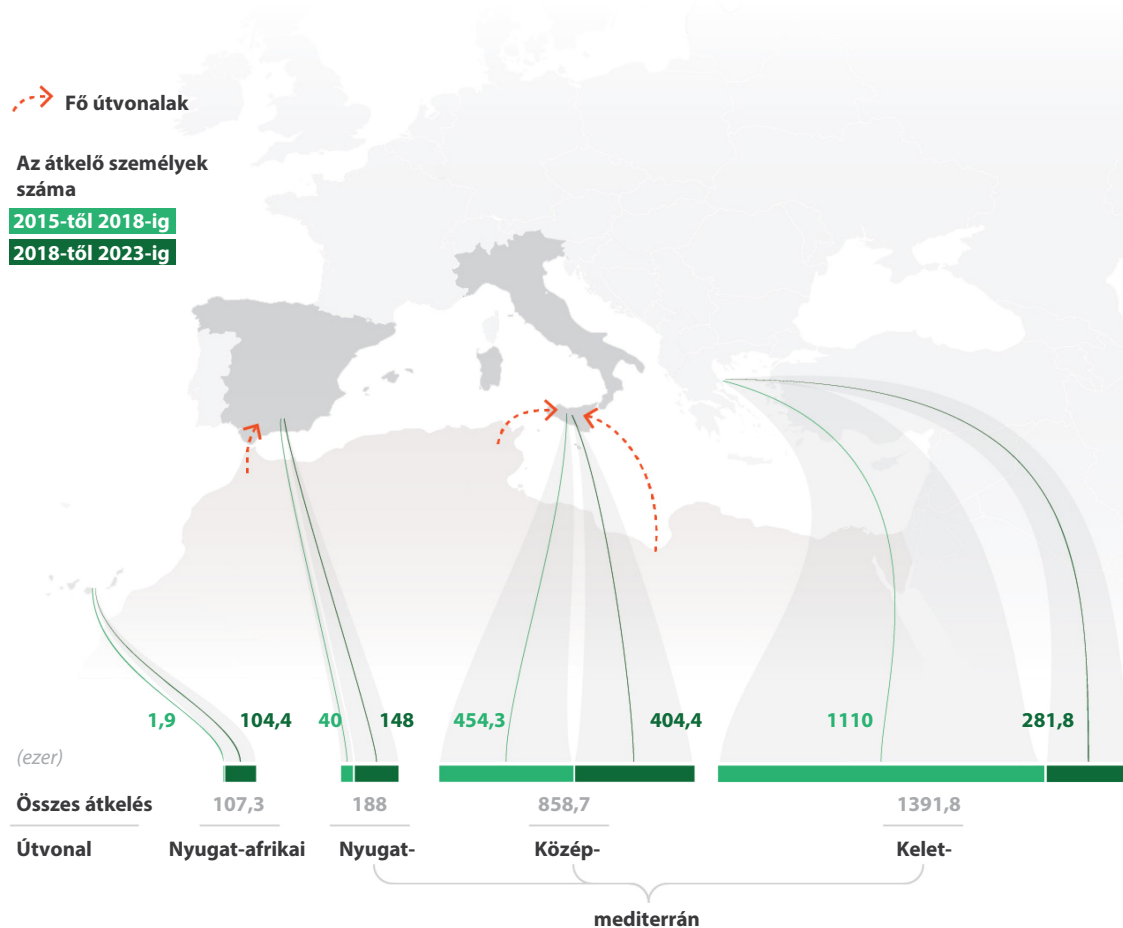 Fő útvonalak
Az átkelő személyek
száma
2015-től 2018-ig
2018-től 2023-ig
1,9
104,4
40
148
454,3
404,4
1110
281,8
(ezer)
Összes átkelés
107,3
188
858,7
1391,8
Útvonal
Nyugat-afrikai
Nyugat-
Közép-
Kelet-
mediterrán